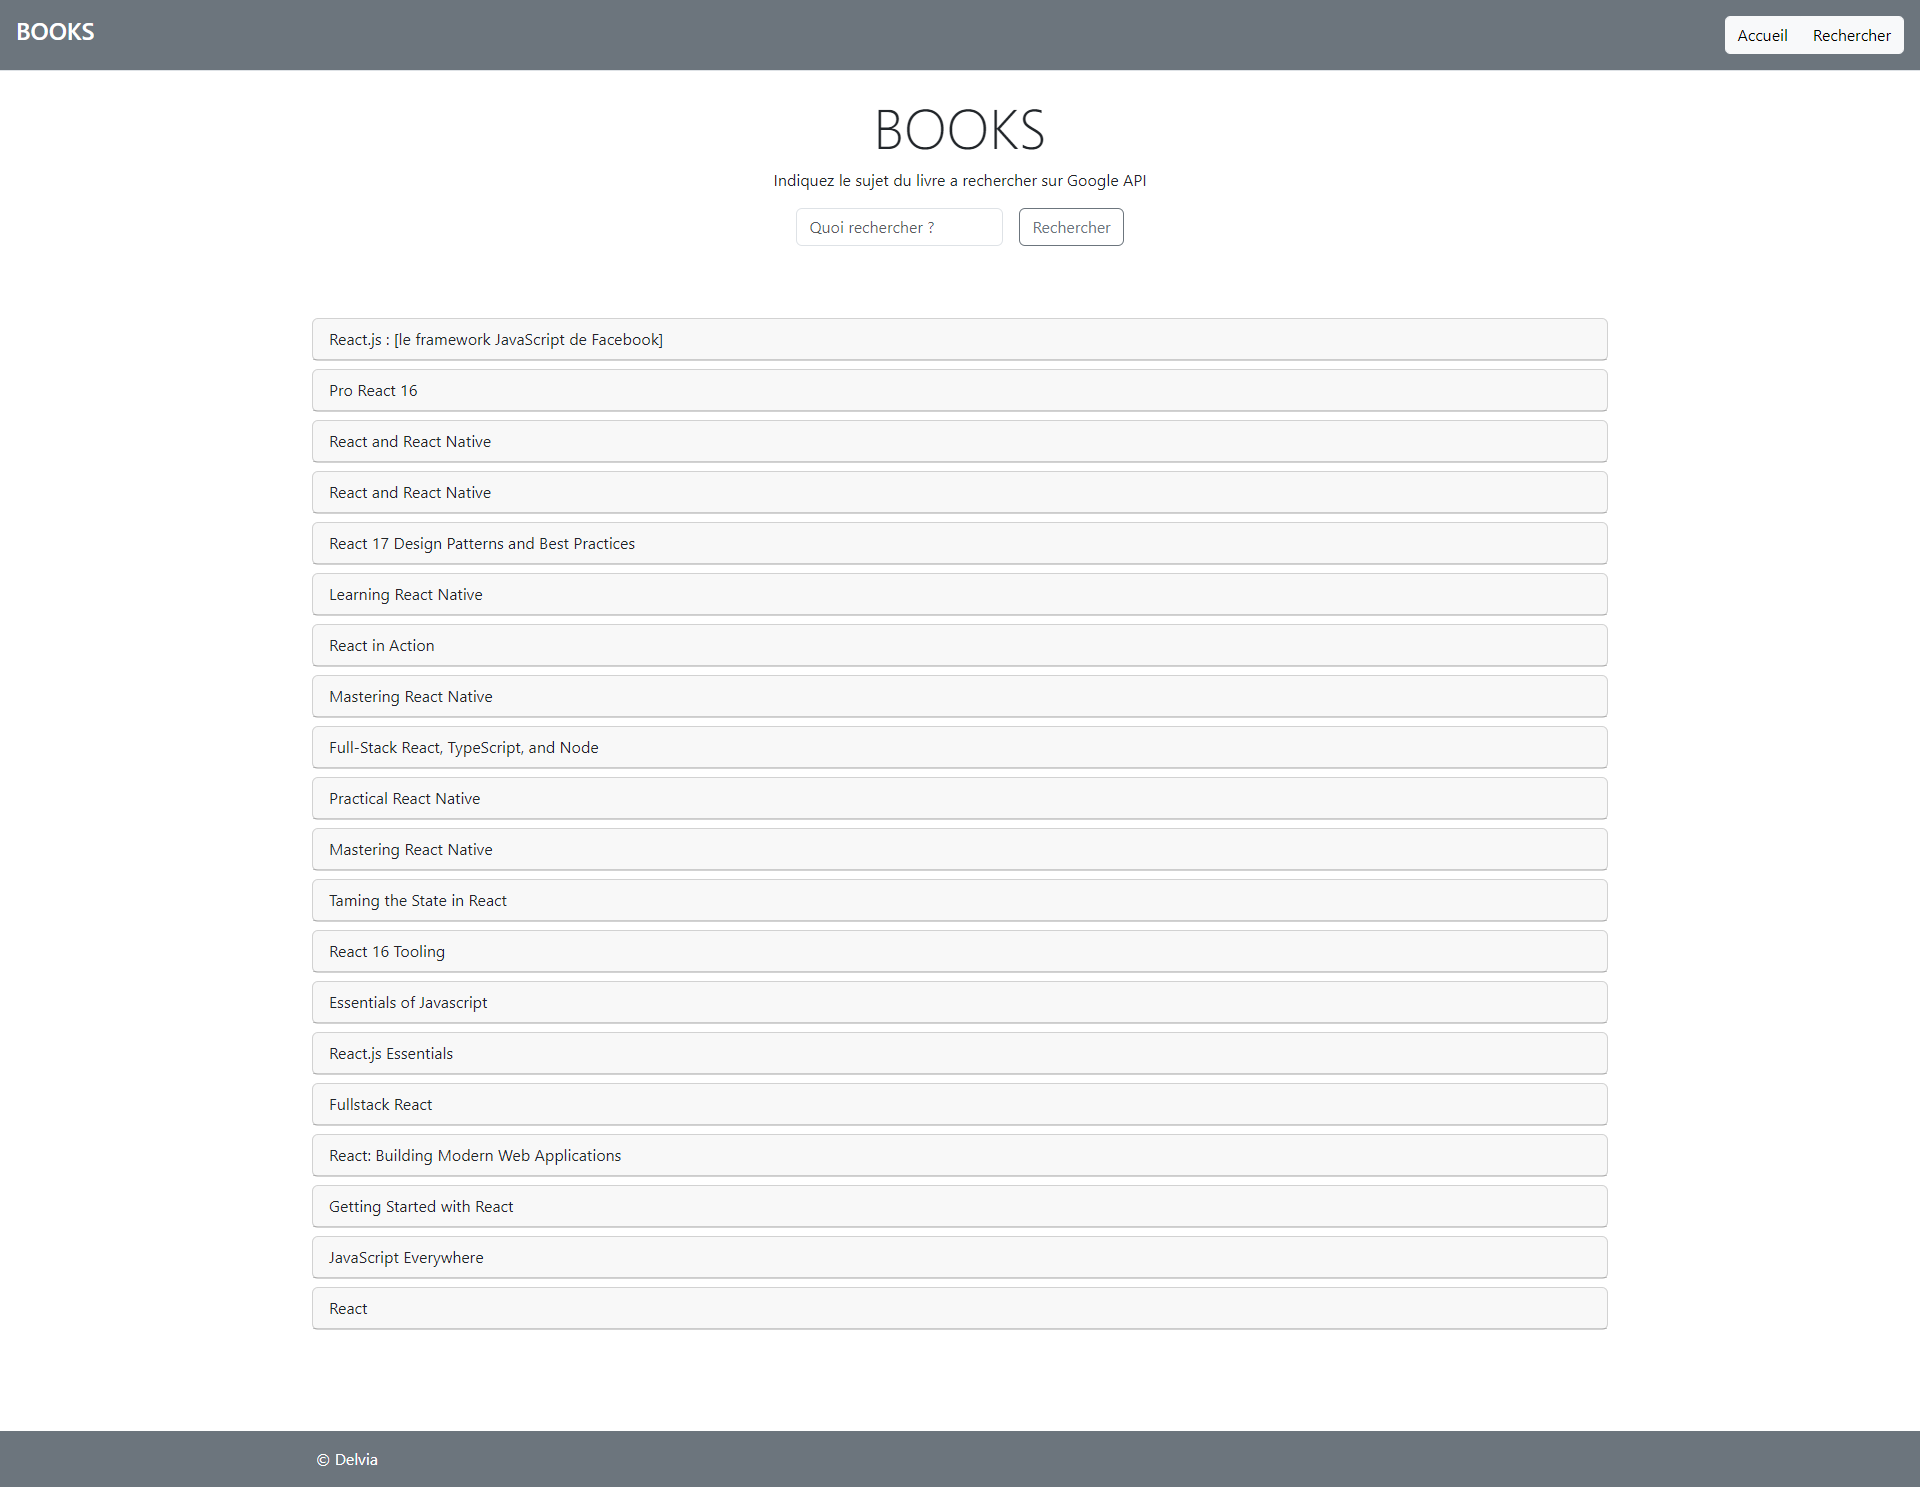 BOOKS
Accueil
Rechercher
BOOKS
Indiquez le sujet du livre a rechercher sur Google API
Quoi rechercher ?
Rechercher
React.js : [le framework JavaScript de Facebook]
Pro React 16
React and React Native
React and React Native
React 17 Design Patterns and Best Practices
Learning React Native
React in Action
Mastering React Native
Full-Stack React, TypeScript, and Node
Practical React Native
Mastering React Native
Taming the State in React
React 16 Tooling
Essentials of Javascript
React.js Essentials
Fullstack React
React: Building Modern Web Applications
Getting Started with React
JavaScript Everywhere
React
© Delvia